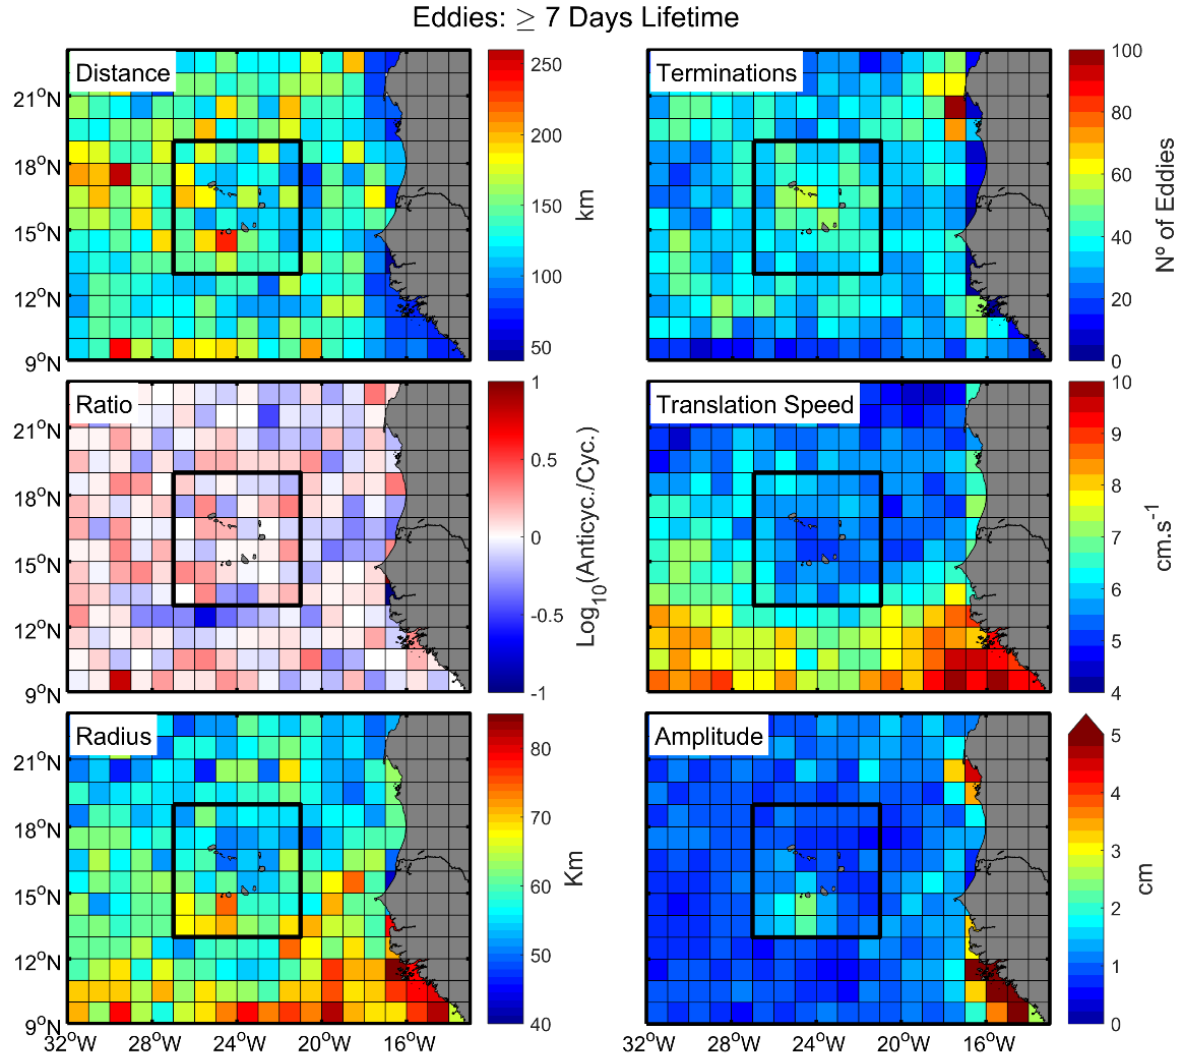 Eddies: ≥ 7 Days Lifetime
Distance
21°N
18°N
15°N
12°N
9°N
250
200
150
100
50
km
Terminations
100
80
60
40
20
0
Nº of Eddies
Ratio
21°N
18°N
15°N
12°N
9°N
1
0.5
0
-0.5
-1
Log10(Anticyc./Cyc.)
Translation Speed
10
9
8
7
6
5
4
cm.s-1
Radius
21°N
18°N
15°N
12°N
9°N
32°W 28°W 24°W 20°W 16°W
80
70
60
50
40
Km
Amplitude
32°W 28°W 24°W 20°W 16°W
5
4
3
2
1
0
cm